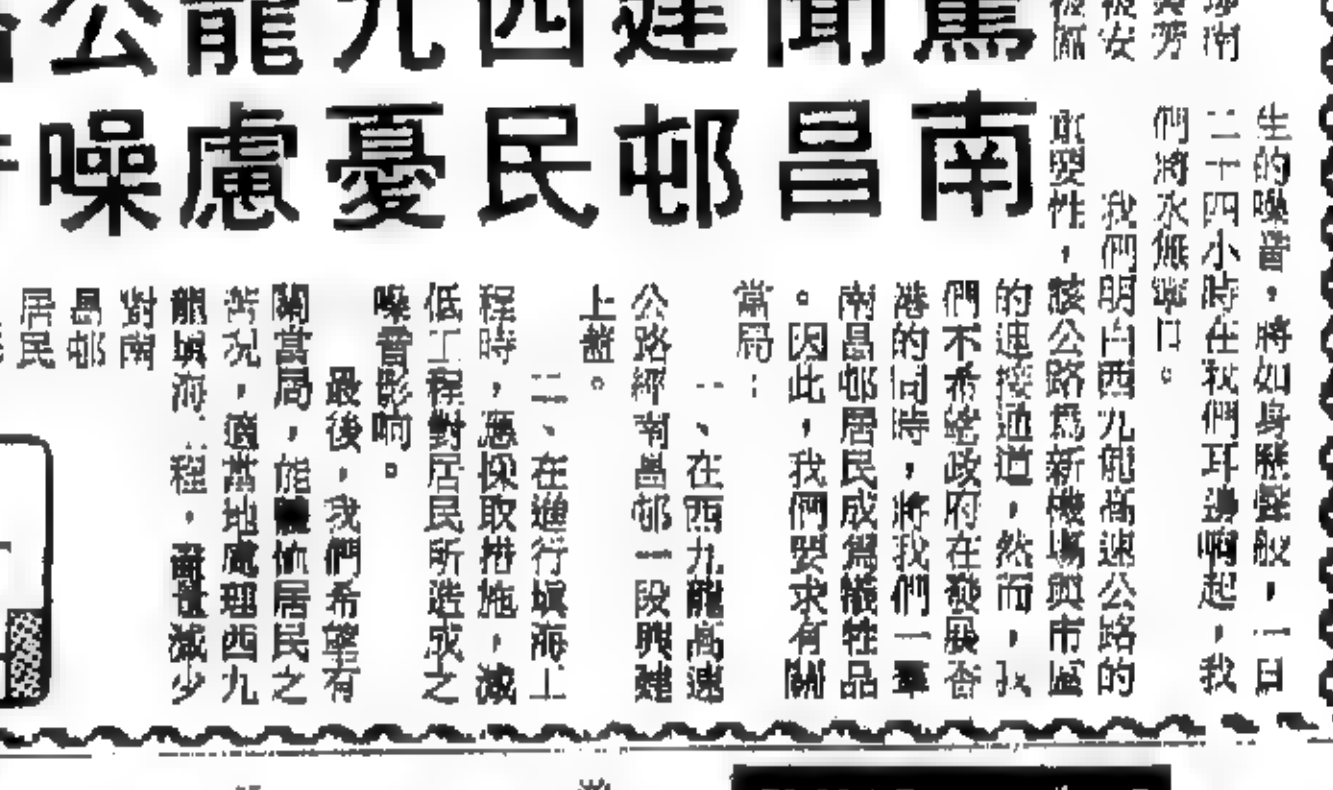 驚聞建西九龍公
南昌邨民憂慮噪
生的噪音，將如身歷聲般，一日
二十四小時在我們耳邊响起，我
們將永無寧日。
我們明白西九龍高速公路的
重要性，該公路爲新機場與市區
的連接通道，然而，我
們不希望政府在發展香
港的同時，將我們一羣
南昌邨居民成爲犧牲品
。因此，我們要求有關
當局：
一、在西九龍高速
公路經南昌邨一段興建
上蓋。
二、在進行填海工
程時，應採取措施，減
低工程對居民所造成之
噪音影响。
最後，我們希望有
關當局，能體恤居民之
苦況，適當地處理西九
龍填海工程，盡量減少
對南
昌邨
居民